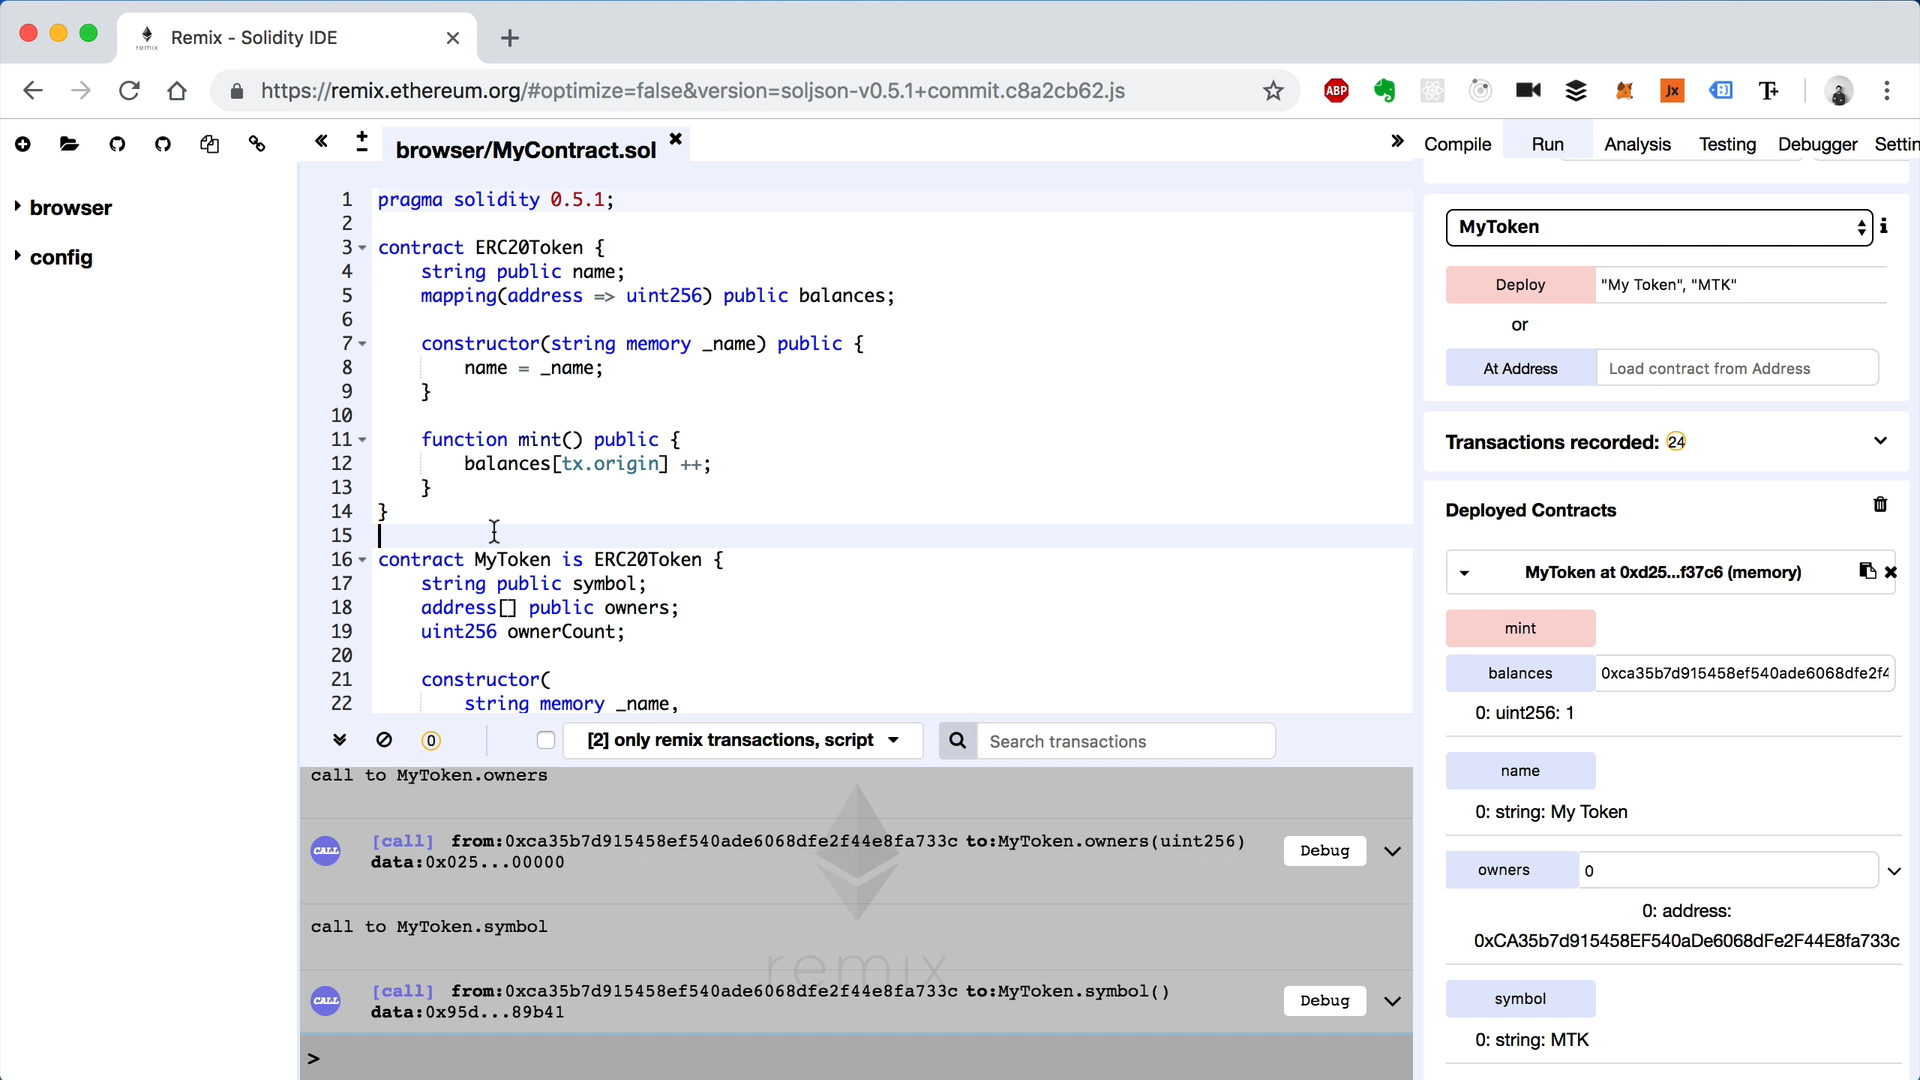 Remix - Solidity IDE
https://remix.ethereum.org/#optimize=false&version=soljson-v0.5.1+commit.c8a2cb62.js
ABP
Jx
browser/MyContract.sol
Compile
Run
Analysis
Testing
Debugger
Settin
browser
config
1 pragma solidity 0.5.1;
2
3 contract ERC20Token {
4 string public name;
5 mapping(address => uint256) public balances;
6
7 constructor(string memory _name) public {
8 name = _name;
9 }
10
11 function mint() public {
12 balances[tx.origin] ++;
13 }
14 }
15
16 contract MyToken is ERC20Token {
17 string public symbol;
18 address[] public owners;
19 uint256 ownerCount;
20
21 constructor(
22 string memory _name,
0
[2] only remix transactions, script
Search transactions
call to MyToken.owners
CALL
[call] from:0xca35b7d915458ef540ade6068dfe2f44e8fa733c to:MyToken.owners(uint256)
data:0x025...00000
Debug
call to MyToken.symbol
remix
CALL
[call] from:0xca35b7d915458ef540ade6068dfe2f44e8fa733c to:MyToken.symbol()
data:0x95d...89b41
Debug
>
MyToken
Deploy
"My Token", "MTK"
or
At Address
Load contract from Address
Transactions recorded: 24
Deployed Contracts
MyToken at 0xd25...f37c6 (memory)
mint
balances
0xca35b7d915458ef540ade6068dfe2f4
0: uint256: 1
name
0: string: My Token
owners
0
0: address:
0xCA35b7d915458EF540aDe6068dFe2F44E8fa733c
symbol
0: string: MTK